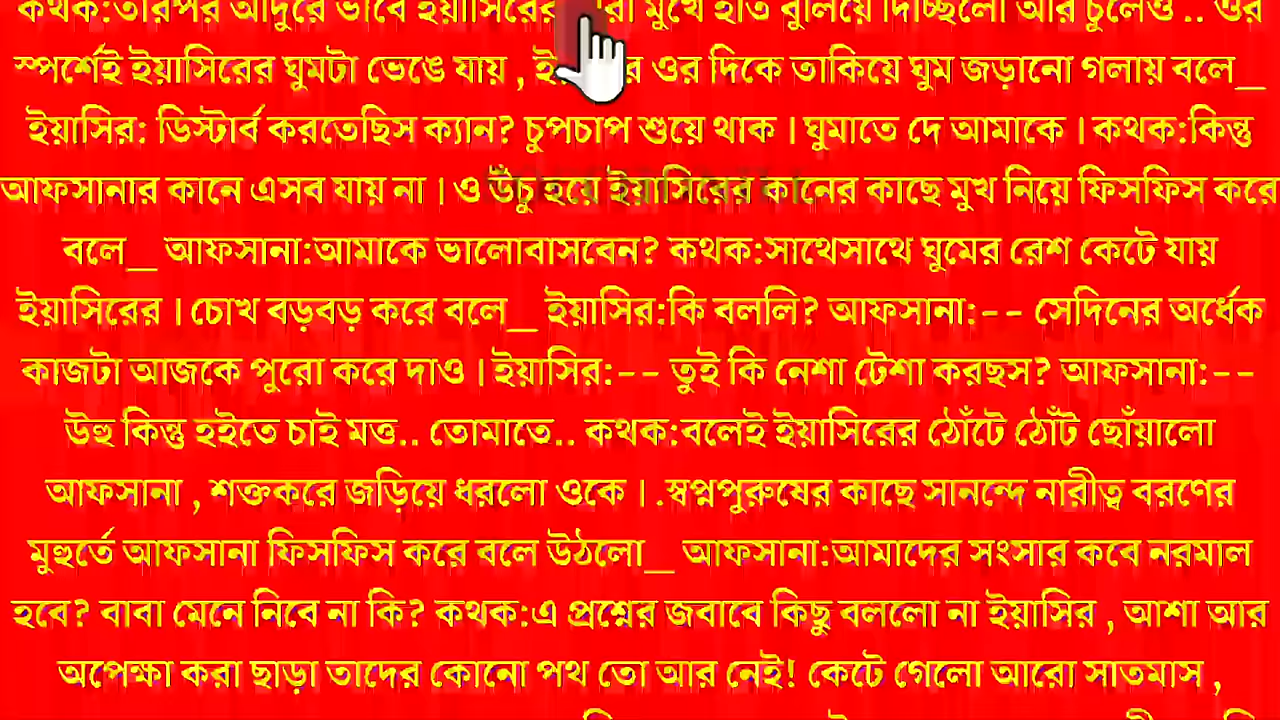 কথক:তারপর আদুরে ভাবে ইয়াসিরের মুখে হাত বুলিয়ে দিচ্ছিলো আর চুলেও .. ওর
স্পর্শেই ইয়াসিরের ঘুমটা ভেঙে যায় , ওর দিকে তাকিয়ে ঘুম জড়ানো গলায় বলে_
ইয়াসির: ডিস্টার্ব করতেছিস ক্যান? চুপচাপ শুয়ে থাক । ঘুমাতে দে আমাকে । কথক:কিন্তু
আফসানার কানে এসব যায় না । ও উঁচু হয়ে ইয়াসিরের কানের কাছে মুখ নিয়ে ফিসফিস করে
বলে_ আফসানা:আমাকে ভালোবাসবেন? কথক:সাথেসাথে ঘুমের রেশ কেটে যায়
ইয়াসিরের । চোখ বড়বড় করে বলে_ ইয়াসির:কি বললি? আফসানা:-- সেদিনের অর্ধেক
কাজটা আজকে পুরো করে দাও । ইয়াসির:-- তুই কি নেশা টেশা করছস? আফসানা:--
উহু কিন্তু হইতে চাই মত্ত.. তোমাতে.. কথক:বলেই ইয়াসিরের ঠোঁটে ঠোঁট ছোঁয়ালো
আফসানা , শক্তকরে জড়িয়ে ধরলো ওকে । .স্বপ্নপুরুষের কাছে সানন্দে নারীত্ব বরণের
মুহুর্তে আফসানা ফিসফিস করে বলে উঠলো_ আফসানা:আমাদের সংসার কবে নরমাল
হবে? বাবা মেনে নিবে না কি? কথক:এ প্রশ্নের জবাবে কিছু বললো না ইয়াসির , আশা আর
অপেক্ষা করা ছাড়া তাদের কোনো পথ তো আর নেই! কেটে গেলো আরো সাতমাস ,